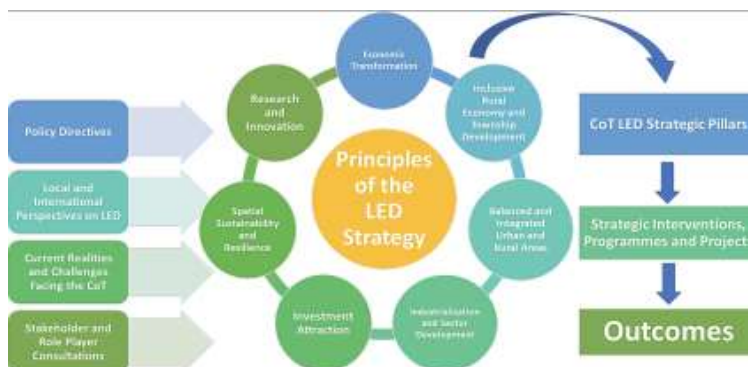 Policy Directives
Local and
International
Perspectives on LED
Current Realities
and Challenges
Facing the CoT
Stakeholder and
Role Player
Consultations
Economic
Transformation
Inclusive
Rural
Economy and
Township
Development
Balanced and
Integrated
Urban and
Rural Areas
Industrialisation
and Sector
Development
Investment
Attraction
Spatial
Sustainability
and
Resilience
Research
and
Innovation
Principles
of the
LED
Strategy
CoT LED Strategic Pillars
Strategic Interventions,
Programmes and Project
Outcomes